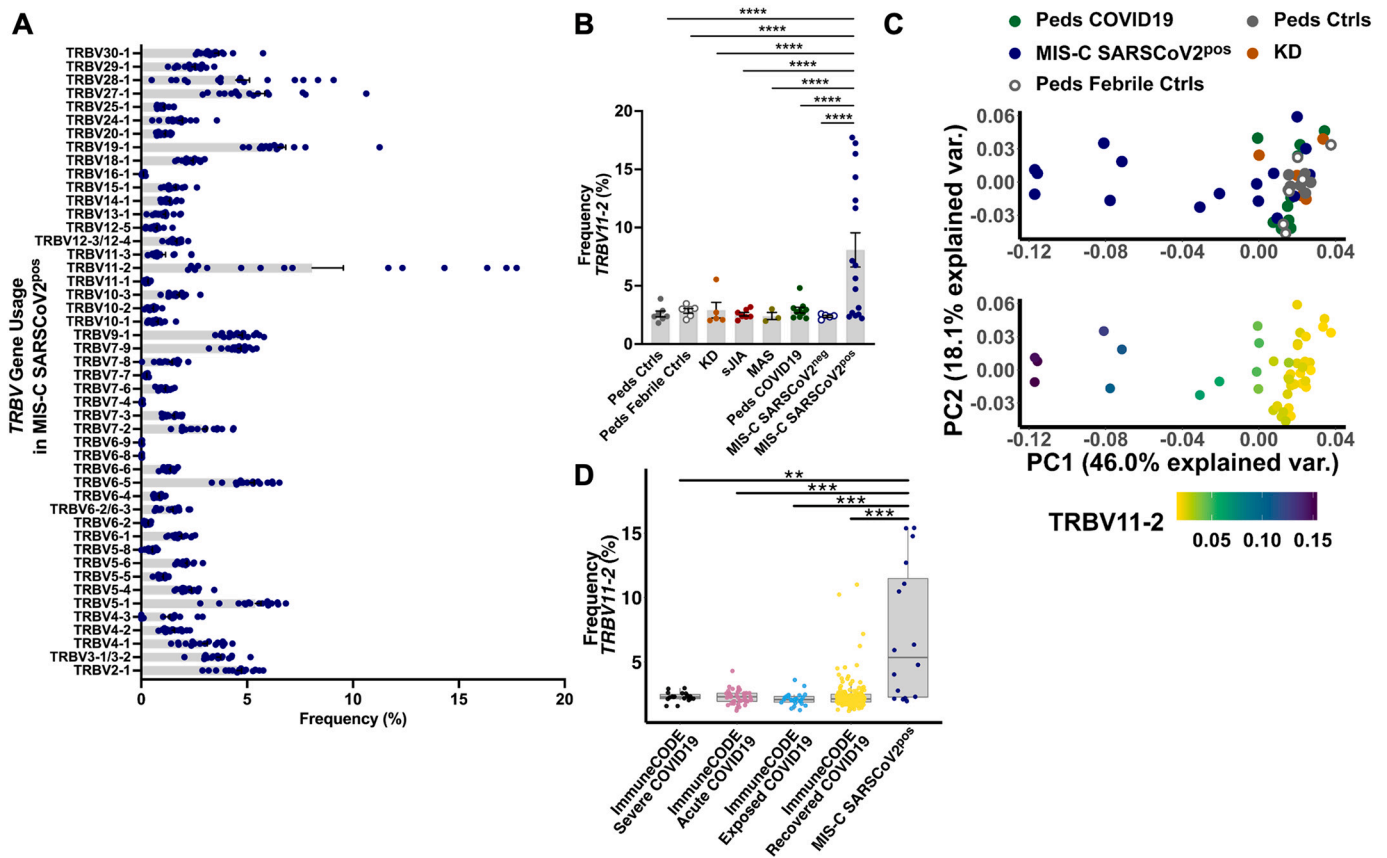 A
TRBV Gene Usage
in MIS-C SARSCoV2pos
TRBV30-1
TRBV29-1
TRBV28-1
TRBV27-1
TRBV25-1
TRBV24-1
TRBV20-1
TRBV19-1
TRBV18-1
TRBV16-1
TRBV15-1
TRBV14-1
TRBV13-1
TRBV12-5
TRBV12-3/12-4
TRBV11-3
TRBV11-2
TRBV11-1
TRBV10-3
TRBV10-2
TRBV10-1
TRBV9-1
TRBV7-9
TRBV7-8
TRBV7-7
TRBV7-6
TRBV7-4
TRBV7-3
TRBV7-2
TRBV6-9
TRBV6-8
TRBV6-6
TRBV6-5
TRBV6-4
TRBV6-2/6-3
TRBV6-2
TRBV6-1
TRBV5-8
TRBV5-6
TRBV5-5
TRBV5-4
TRBV5-1
TRBV4-3
TRBV4-2
TRBV4-1
TRBV3-1/3-2
TRBV2-1
0 5 10 15 20
Frequency (%)
B
****
****
****
****
****
****
****
Frequency
TRBV11-2 (%)
20
15
10
5
0
Peds Ctrls
Peds Febrile Ctrls
KD
sJIA
MAS
Peds COVID19
MIS-C SARSCoV2neg
MIS-C SARSCoV2pos
C
Peds COVID19
Peds Ctrls
MIS-C SARSCoV2pos
KD
Peds Febrile Ctrls
PC2 (18.1% explained var.)
0.06
0.03
0.00
-0.03
-0.12 -0.08 -0.04 0.00 0.04
0.06
0.03
0.00
-0.03
-0.12 -0.08 -0.04 0.00 0.04
PC1 (46.0% explained var.)
TRBV11-2
0.05 0.10 0.15
D
**
***
***
***
Frequency
TRBV11-2 (%)
15
10
5
ImmuneCODE
Severe COVID19
ImmuneCODE
Acute COVID19
ImmuneCODE
Exposed COVID19
ImmuneCODE
Recovered COVID19
MIS-C SARSCoV2pos